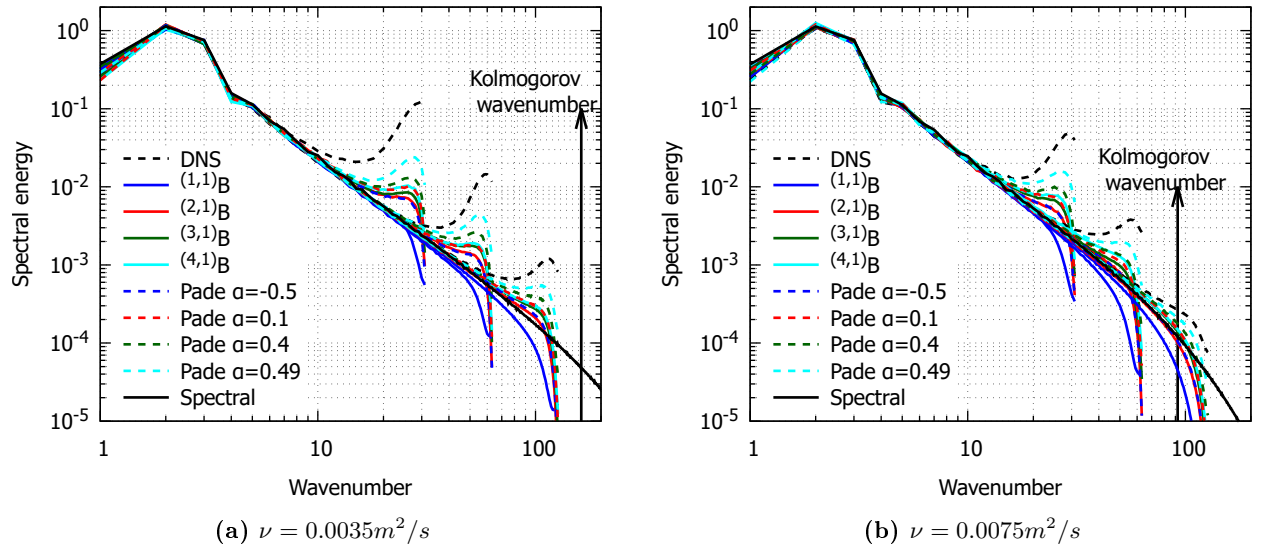 10^0
10^-1
10^-2
10^-3
10^-4
10^-5
Spectral energy
Kolmogorov
wavenumber
DNS
(1,1)B
(2,1)B
(3,1)B
(4,1)B
Pade α=-0.5
Pade α=0.1
Pade α=0.4
Pade α=0.49
Spectral
1 10 100
Wavenumber
(a) ν = 0.0035m²/s
10^0
10^-1
10^-2
10^-3
10^-4
10^-5
Spectral energy
Kolmogorov
wavenumber
DNS
(1,1)B
(2,1)B
(3,1)B
(4,1)B
Pade α=-0.5
Pade α=0.1
Pade α=0.4
Pade α=0.49
Spectral
1 10 100
Wavenumber
(b) ν = 0.0075m²/s